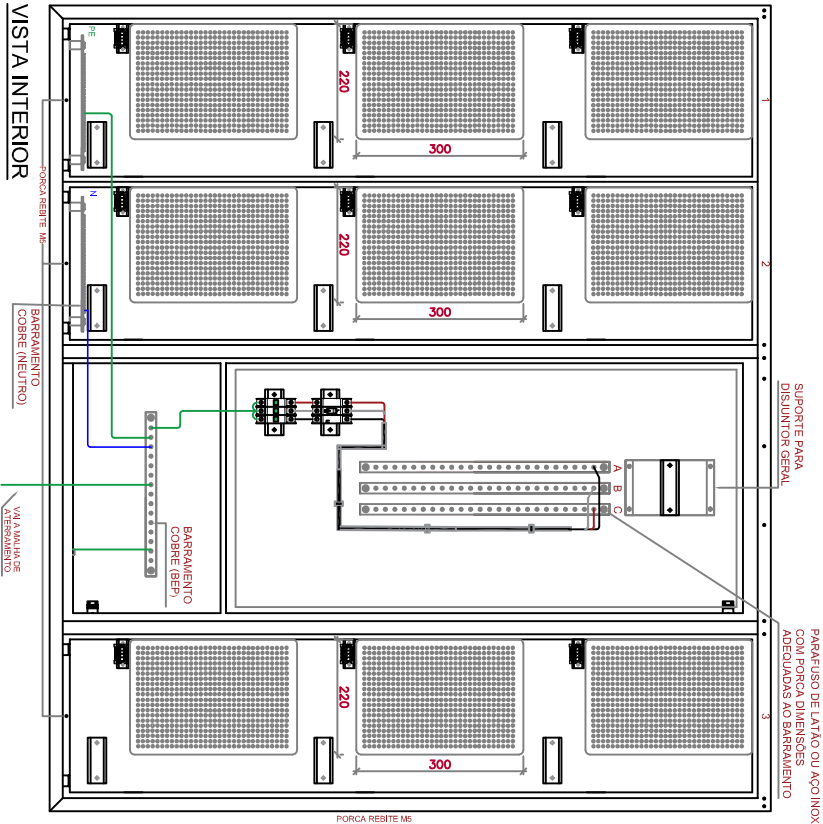 VISTA INTERIOR
PE
220
300
1
PORCA REBITE M5
N
220
300
2
BARRAMENTO
COBRE (NEUTRO)
SUPORTE PARA
DISJUNTOR GERAL
A
B
C
VAI A MALHA DE
ATERRAMENTO
BARRAMENTO
COBRE (BEP)
PARAFUSO DE LATÃO OU AÇO INOX
COM PORCA DIMENSÕES
ADEQUADAS AO BARRAMENTO
220
300
3
PORCA REBITE M5